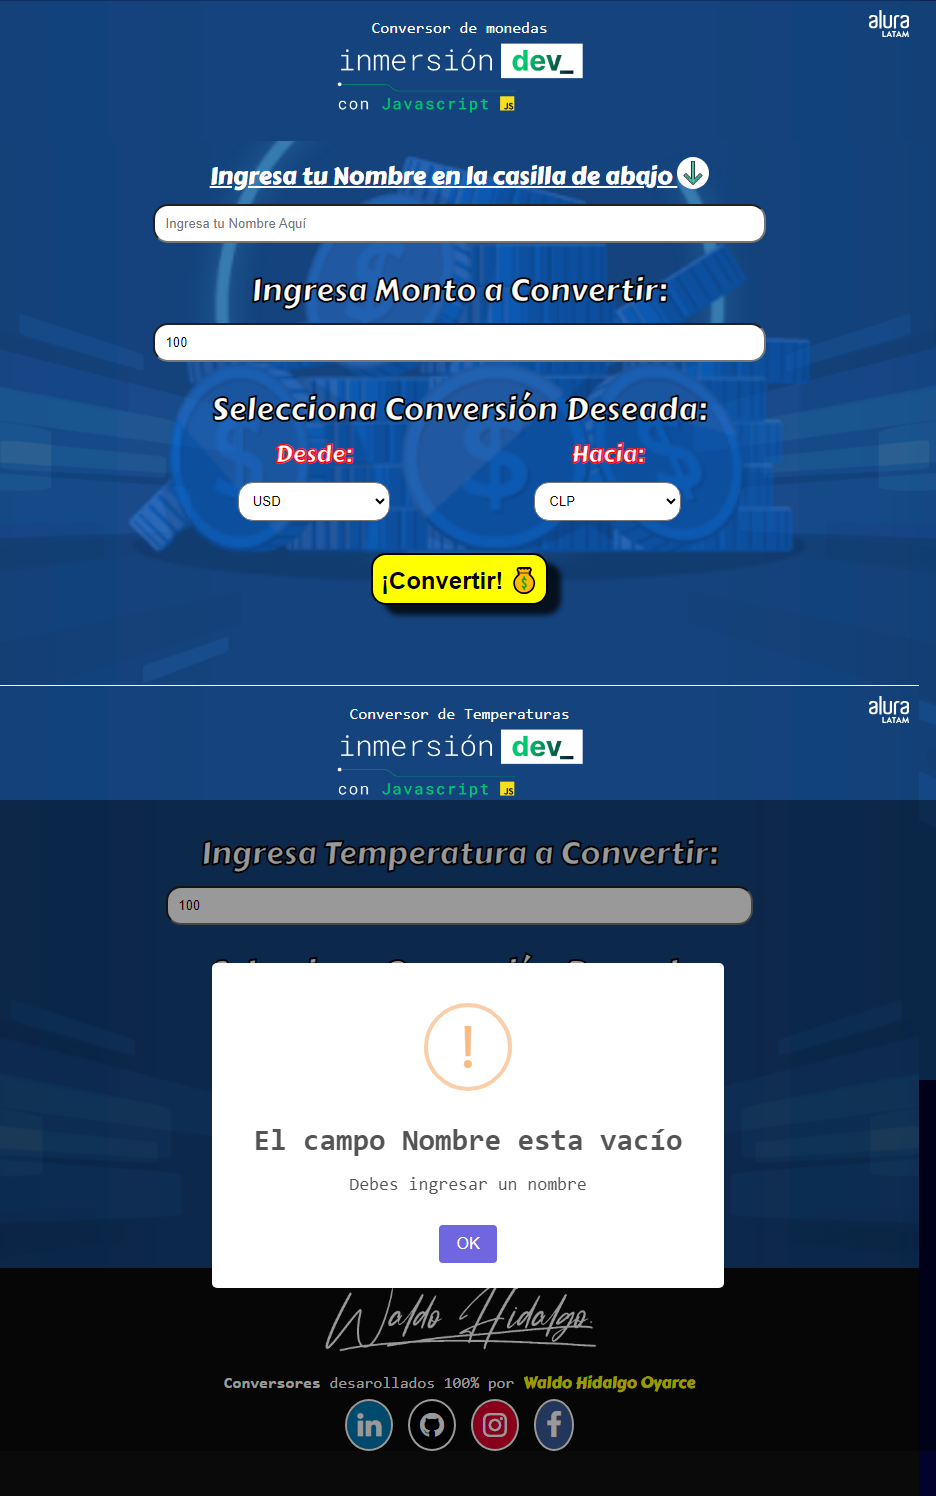 Conversor de monedas
alura
LATAM
inmersión dev_
con Javascript JS
Ingresa tu Nombre en la casilla de abajo
Ingresa tu Nombre Aquí
Ingresa Monto a Convertir:
100
Selecciona Conversión Deseada:
Desde: Hacia:
USD CLP
¡Convertir!
Conversor de Temperaturas
alura
LATAM
inmersión dev_
con Javascript JS
Ingresa Temperatura a Convertir:
100
El campo Nombre esta vacío
Debes ingresar un nombre
OK
Waldo Hidalgo.
Conversores desarollados 100% por Waldo Hidalgo Oyarce